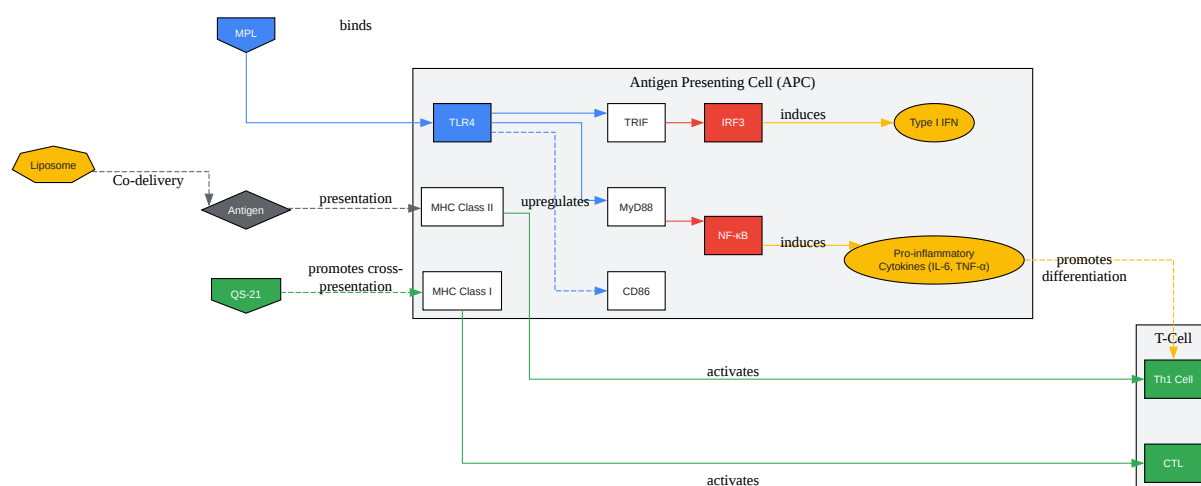 MPL
binds
Antigen Presenting Cell (APC)
TLR4
TRIF
IRF3
induces
Type I IFN
Liposome
Co-delivery
Antigen
presentation
MHC Class II
upregulates
MyD88
NF-κB
induces
Pro-inflammatory
Cytokines (IL-6, TNF-α)
promotes
differentiation
promotes cross-
presentation
QS-21
MHC Class I
CD86
T-Cell
activates
Th1 Cell
CTL
activates